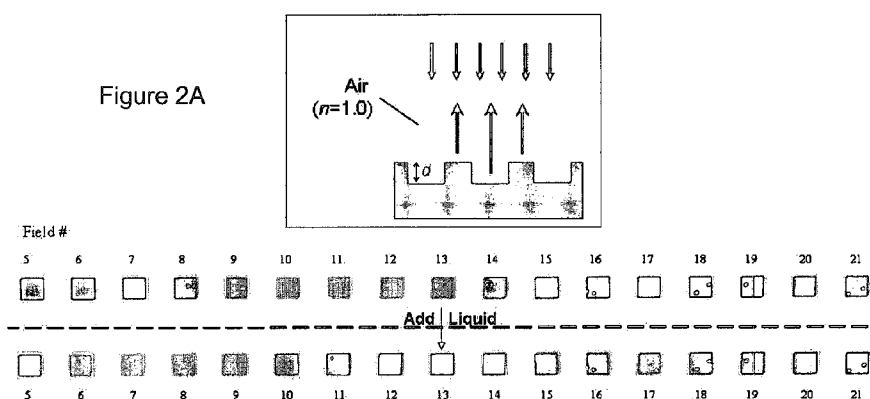 Figure 2A
Air
(n=1.0)
d
Field #
5 6 7 8 9 10 11 12 13 14 15 16 17 18 19 20 21
Add Liquid
5 6 7 8 9 10 11 12 13 14 15 16 17 18 19 20 21